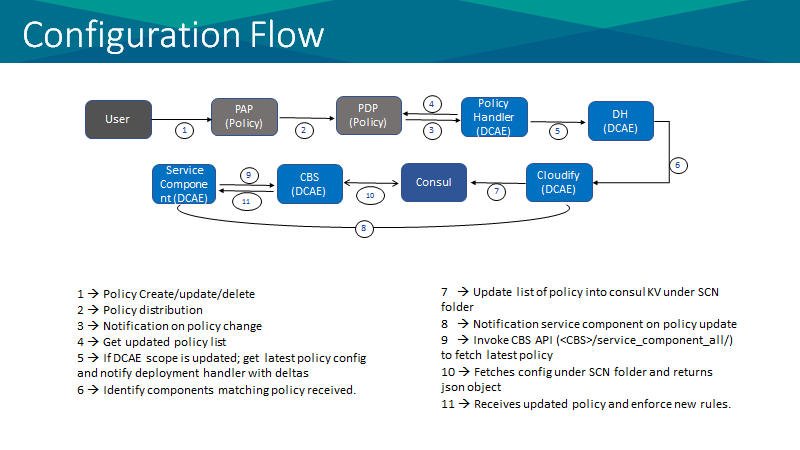 Configuration Flow
User
PAP
(Policy)
PDP
(Policy)
Policy
Handler
(DCAE)
DH
(DCAE)
1
2
4
3
5
6
Service
Compone
nt (DCAE)
CBS
(DCAE)
Consul
Cloudify
(DCAE)
9
11
10
7
8
1 → Policy Create/update/delete
2 → Policy distribution
3 → Notification on policy change
4 → Get updated policy list
5 → If DCAE scope is updated; get latest policy config
and notify deployment handler with deltas
6 → Identify components matching policy received.
7 → Update list of policy into consul KV under SCN
folder
8 → Notification service component on policy update
9 → Invoke CBS API (<CBS>/service_component_all/)
to fetch latest policy
10 → Fetches config under SCN folder and returns
json object
11 → Receives updated policy and enforce new rules.